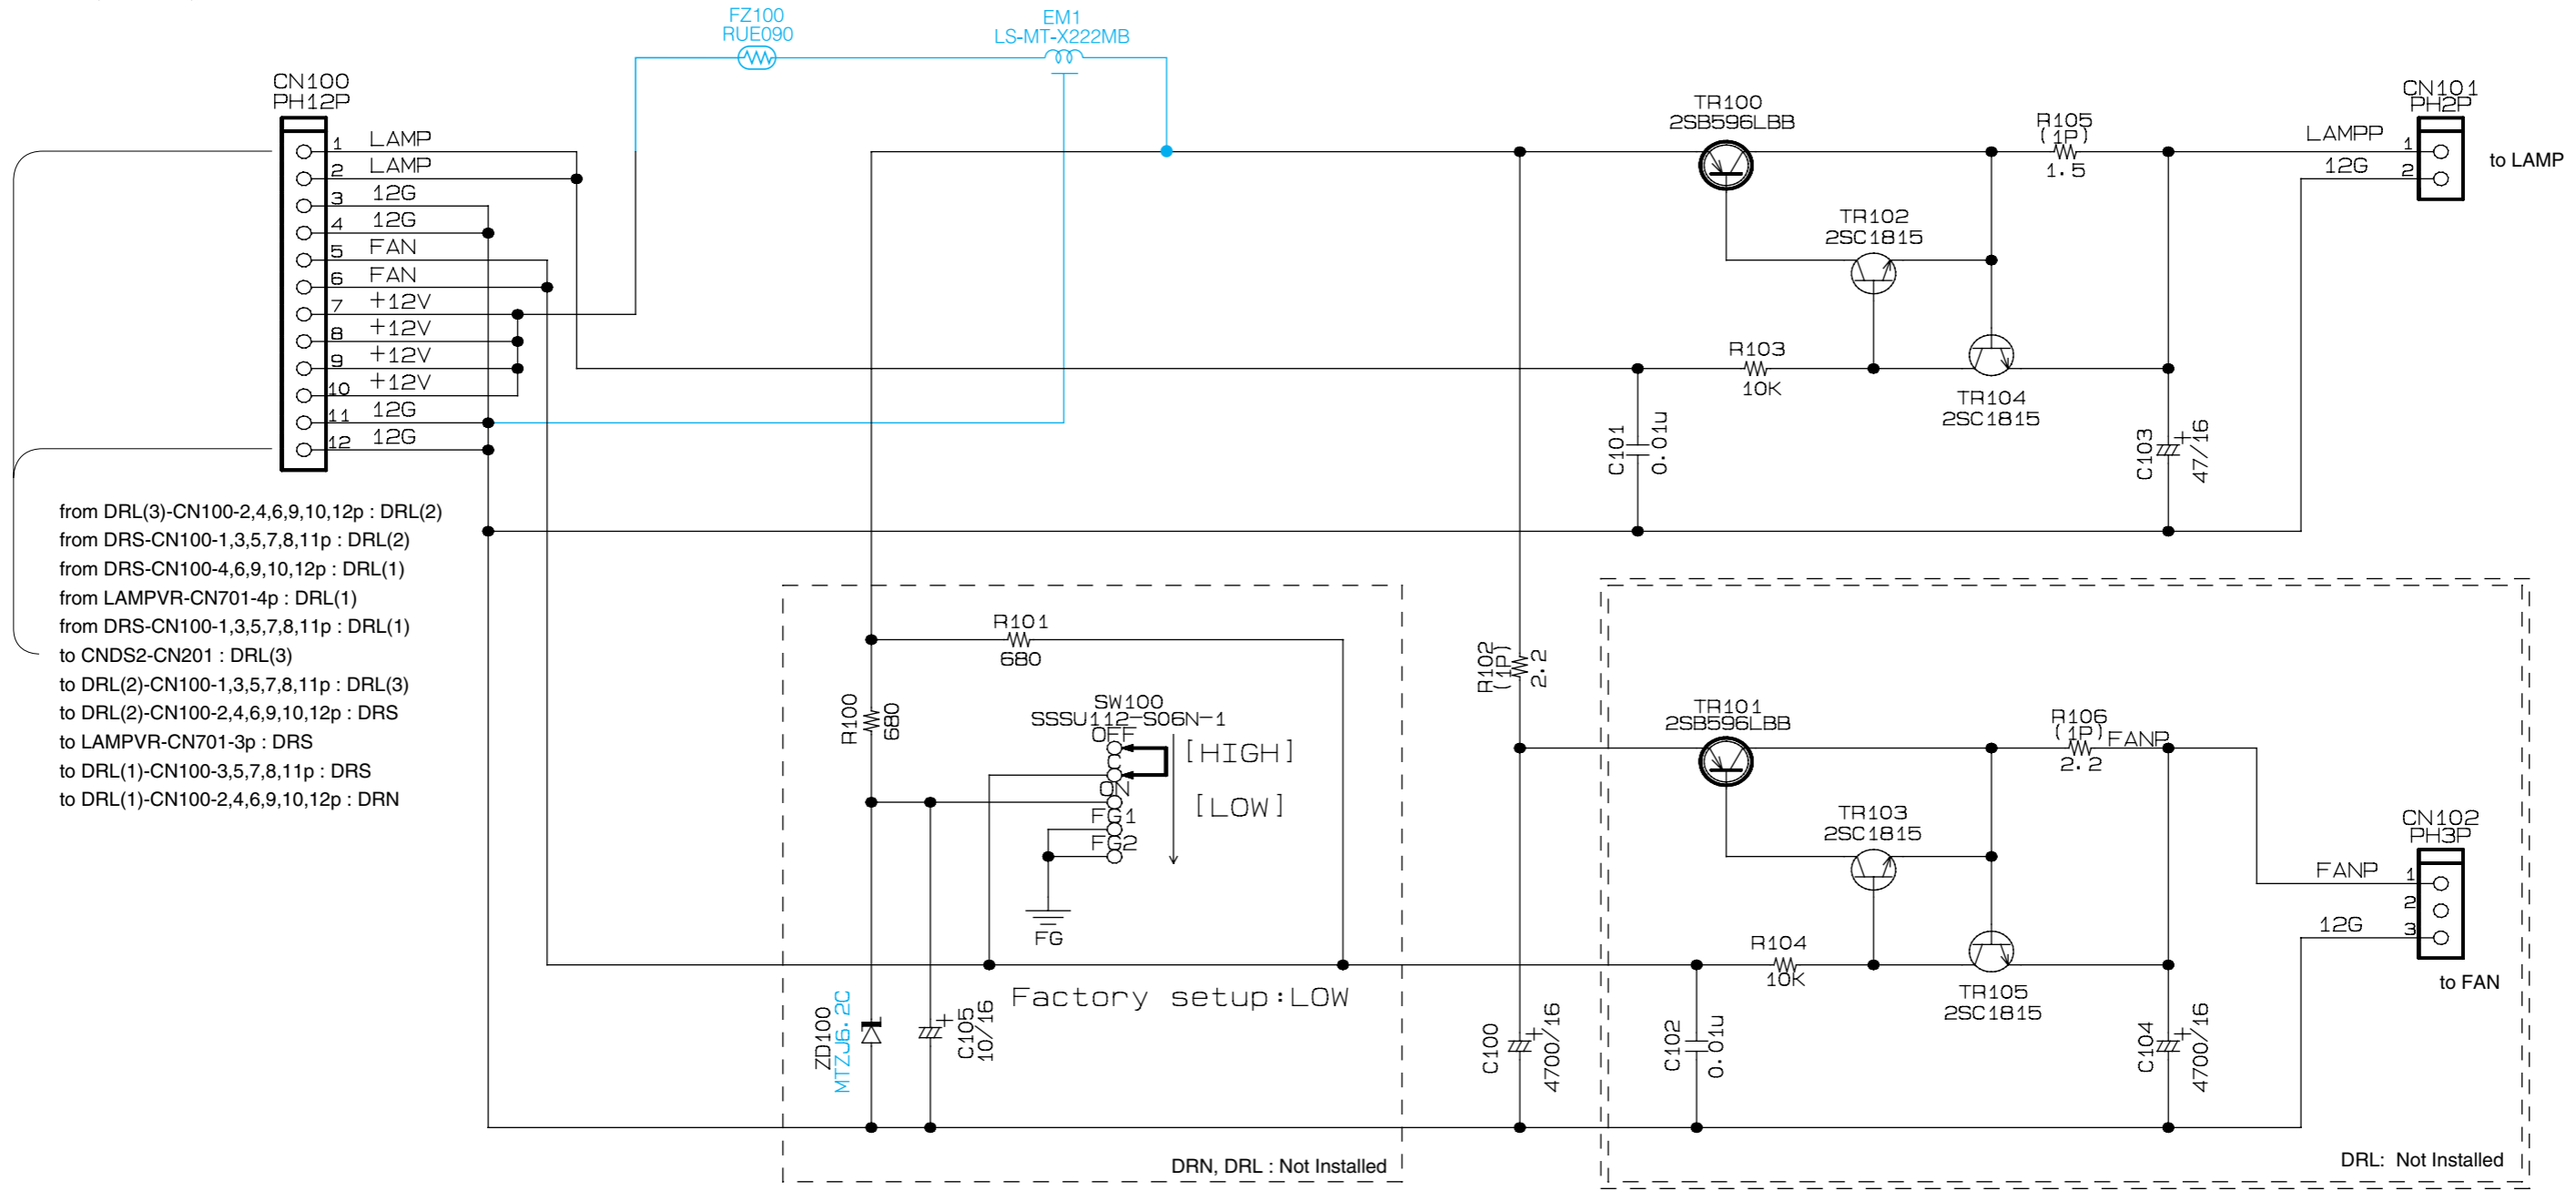 FZ100
RUE090
EM1
LS-MT-X222MB
CN100
PH12P
1 LAMP
2 LAMP
3 12G
4 12G
5 FAN
6 FAN
7 +12V
8 +12V
9 +12V
10 +12V
11 12G
12 12G
TR100
2SB596LBB
R105
(1P)
1.5
CN101
PH2P
LAMPP 1
12G 2
to LAMP
TR102
2SC1815
R103
10K
TR104
2SC1815
C101
0.01u
C103
+
47/16
from DRL(3)-CN100-2,4,6,9,10,12p : DRL(2)
from DRS-CN100-1,3,5,7,8,11p : DRL(2)
from DRS-CN100-4,6,9,10,12p : DRL(1)
from LAMPVR-CN701-4p : DRL(1)
from DRS-CN100-1,3,5,7,8,11p : DRL(1)
to CNDS2-CN201 : DRL(3)
to DRL(2)-CN100-1,3,5,7,8,11p : DRL(3)
to DRL(2)-CN100-2,4,6,9,10,12p : DRS
to LAMPVR-CN701-3p : DRS
to DRL(1)-CN100-3,5,7,8,11p : DRS
to DRL(1)-CN100-2,4,6,9,10,12p : DRN
R101
680
R100
680
SW100
SSSU112-S06N-1
OFF
C
ON
FG1
FG2
[HIGH]
[LOW]
FG
Factory setup:LOW
ZD100
MTZJ6.2C
C105
+
10/16
DRN, DRL : Not Installed
R102
(1P)
2.2
C100
+
4700/16
TR101
2SB596LBB
R106
(1P)
2.2
FANP
TR103
2SC1815
R104
10K
TR105
2SC1815
C102
0.01u
C104
+
4700/16
CN102
PH3P
FANP 1
2
12G 3
to FAN
DRL: Not Installed